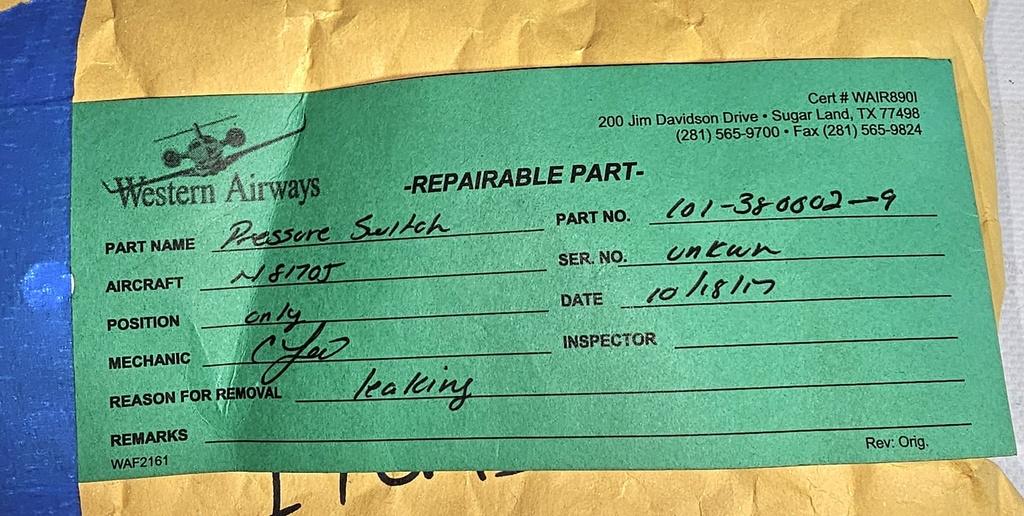 Cert # WAIR890I
200 Jim Davidson Drive • Sugar Land, TX 77498
(281) 565-9700 • Fax (281) 565-9824
Western Airways
-REPAIRABLE PART-
PART NAME Pressure Switch
PART NO. 101-380002-9
AIRCRAFT N8170J
SER. NO. unkwn
POSITION only
DATE 10/18/17
MECHANIC
INSPECTOR
REASON FOR REMOVAL leaking
REMARKS
WAF2161
Rev: Orig.